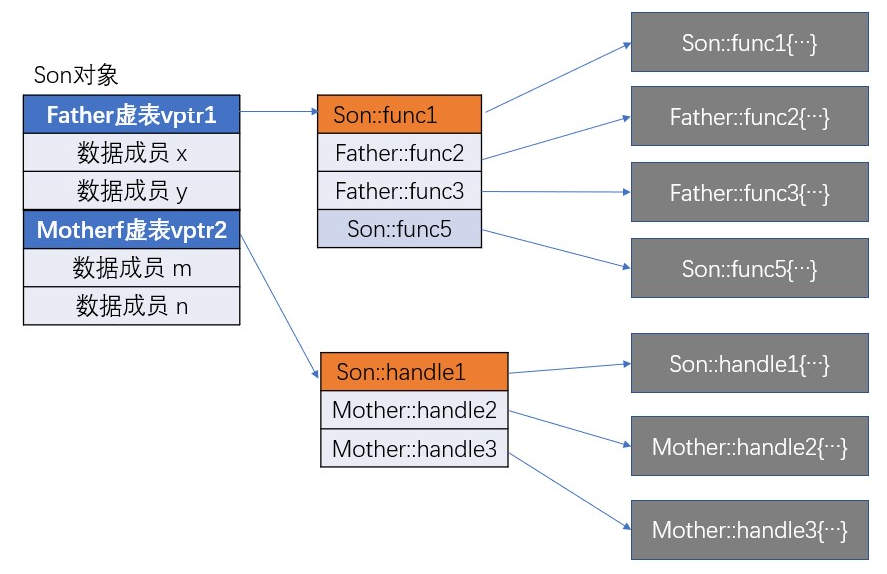 Son对象
Father虚表vptr1
数据成员 x
数据成员 y
Motherf虚表vptr2
数据成员 m
数据成员 n
Son::func1
Father::func2
Father::func3
Son::func5
Son::handle1
Mother::handle2
Mother::handle3
Son::func1{···}
Father::func2{···}
Father::func3{···}
Son::func5{···}
Son::handle1{···}
Mother::handle2{···}
Mother::handle3{···}